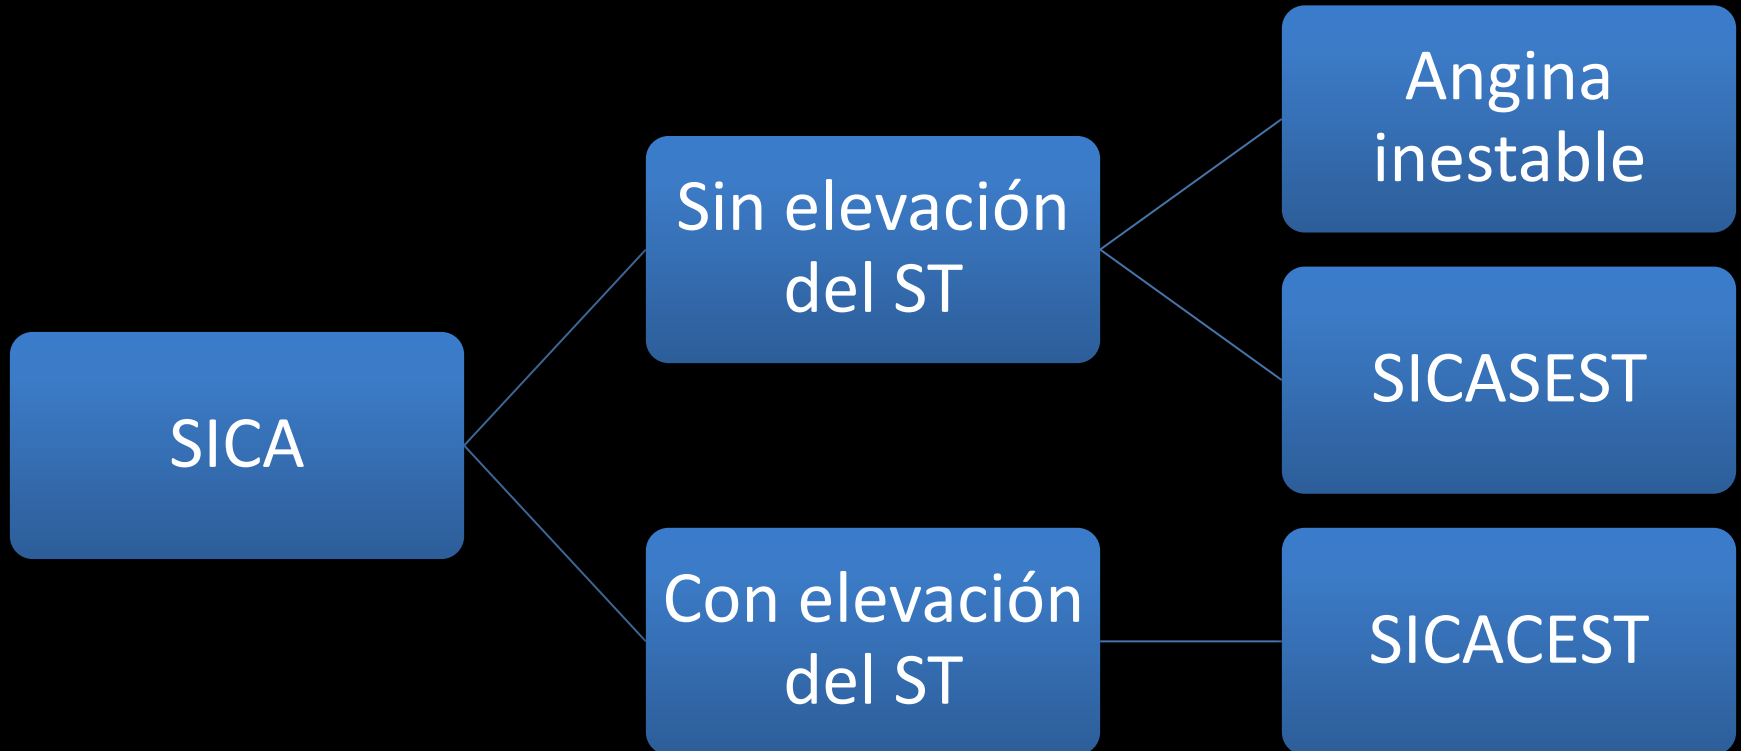 SICA
Sin elevación
del ST
Con elevación
del ST
Angina
inestable
SICASEST
SICACEST